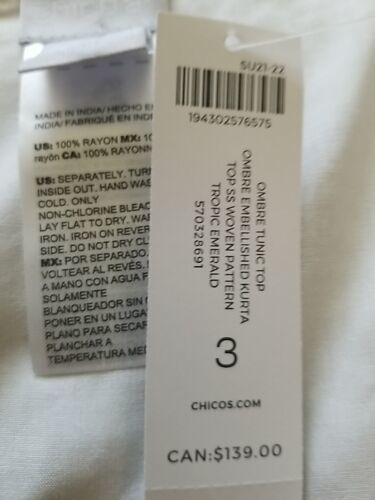 MADE IN INDIA/ HECHO EN
INDIA/ FABRIQUÉ EN INDI
US: 100% RAYON MX: 10
rayón CA: 100% RAYONN
US: SEPARATELY. TUR
INSIDE OUT. HAND WAS
COLD. ONLY
NON-CHLORINE BLEAC
LAY FLAT TO DRY. WAR
IRON. IRON ON REVER
SIDE. DO NOT DRY CL
MX: POR SEPARADO.
VOLTEAR AL REVÉS.
A MANO CON AGUA F
SOLAMENTE
BLANQUEADOR SIN
PONER EN UN LUGA
PLANO PARA SECAR
PLANCHAR A
TEMPERATURA MED
SU21-22
194302576575
OMBRE TUNIC TOP
OMBRE EMBELLISHED KURTA
TOP SS WOVEN PATTERN
TROPIC EMERALD
570328691
3
CHICOS.COM
CAN:$139.00